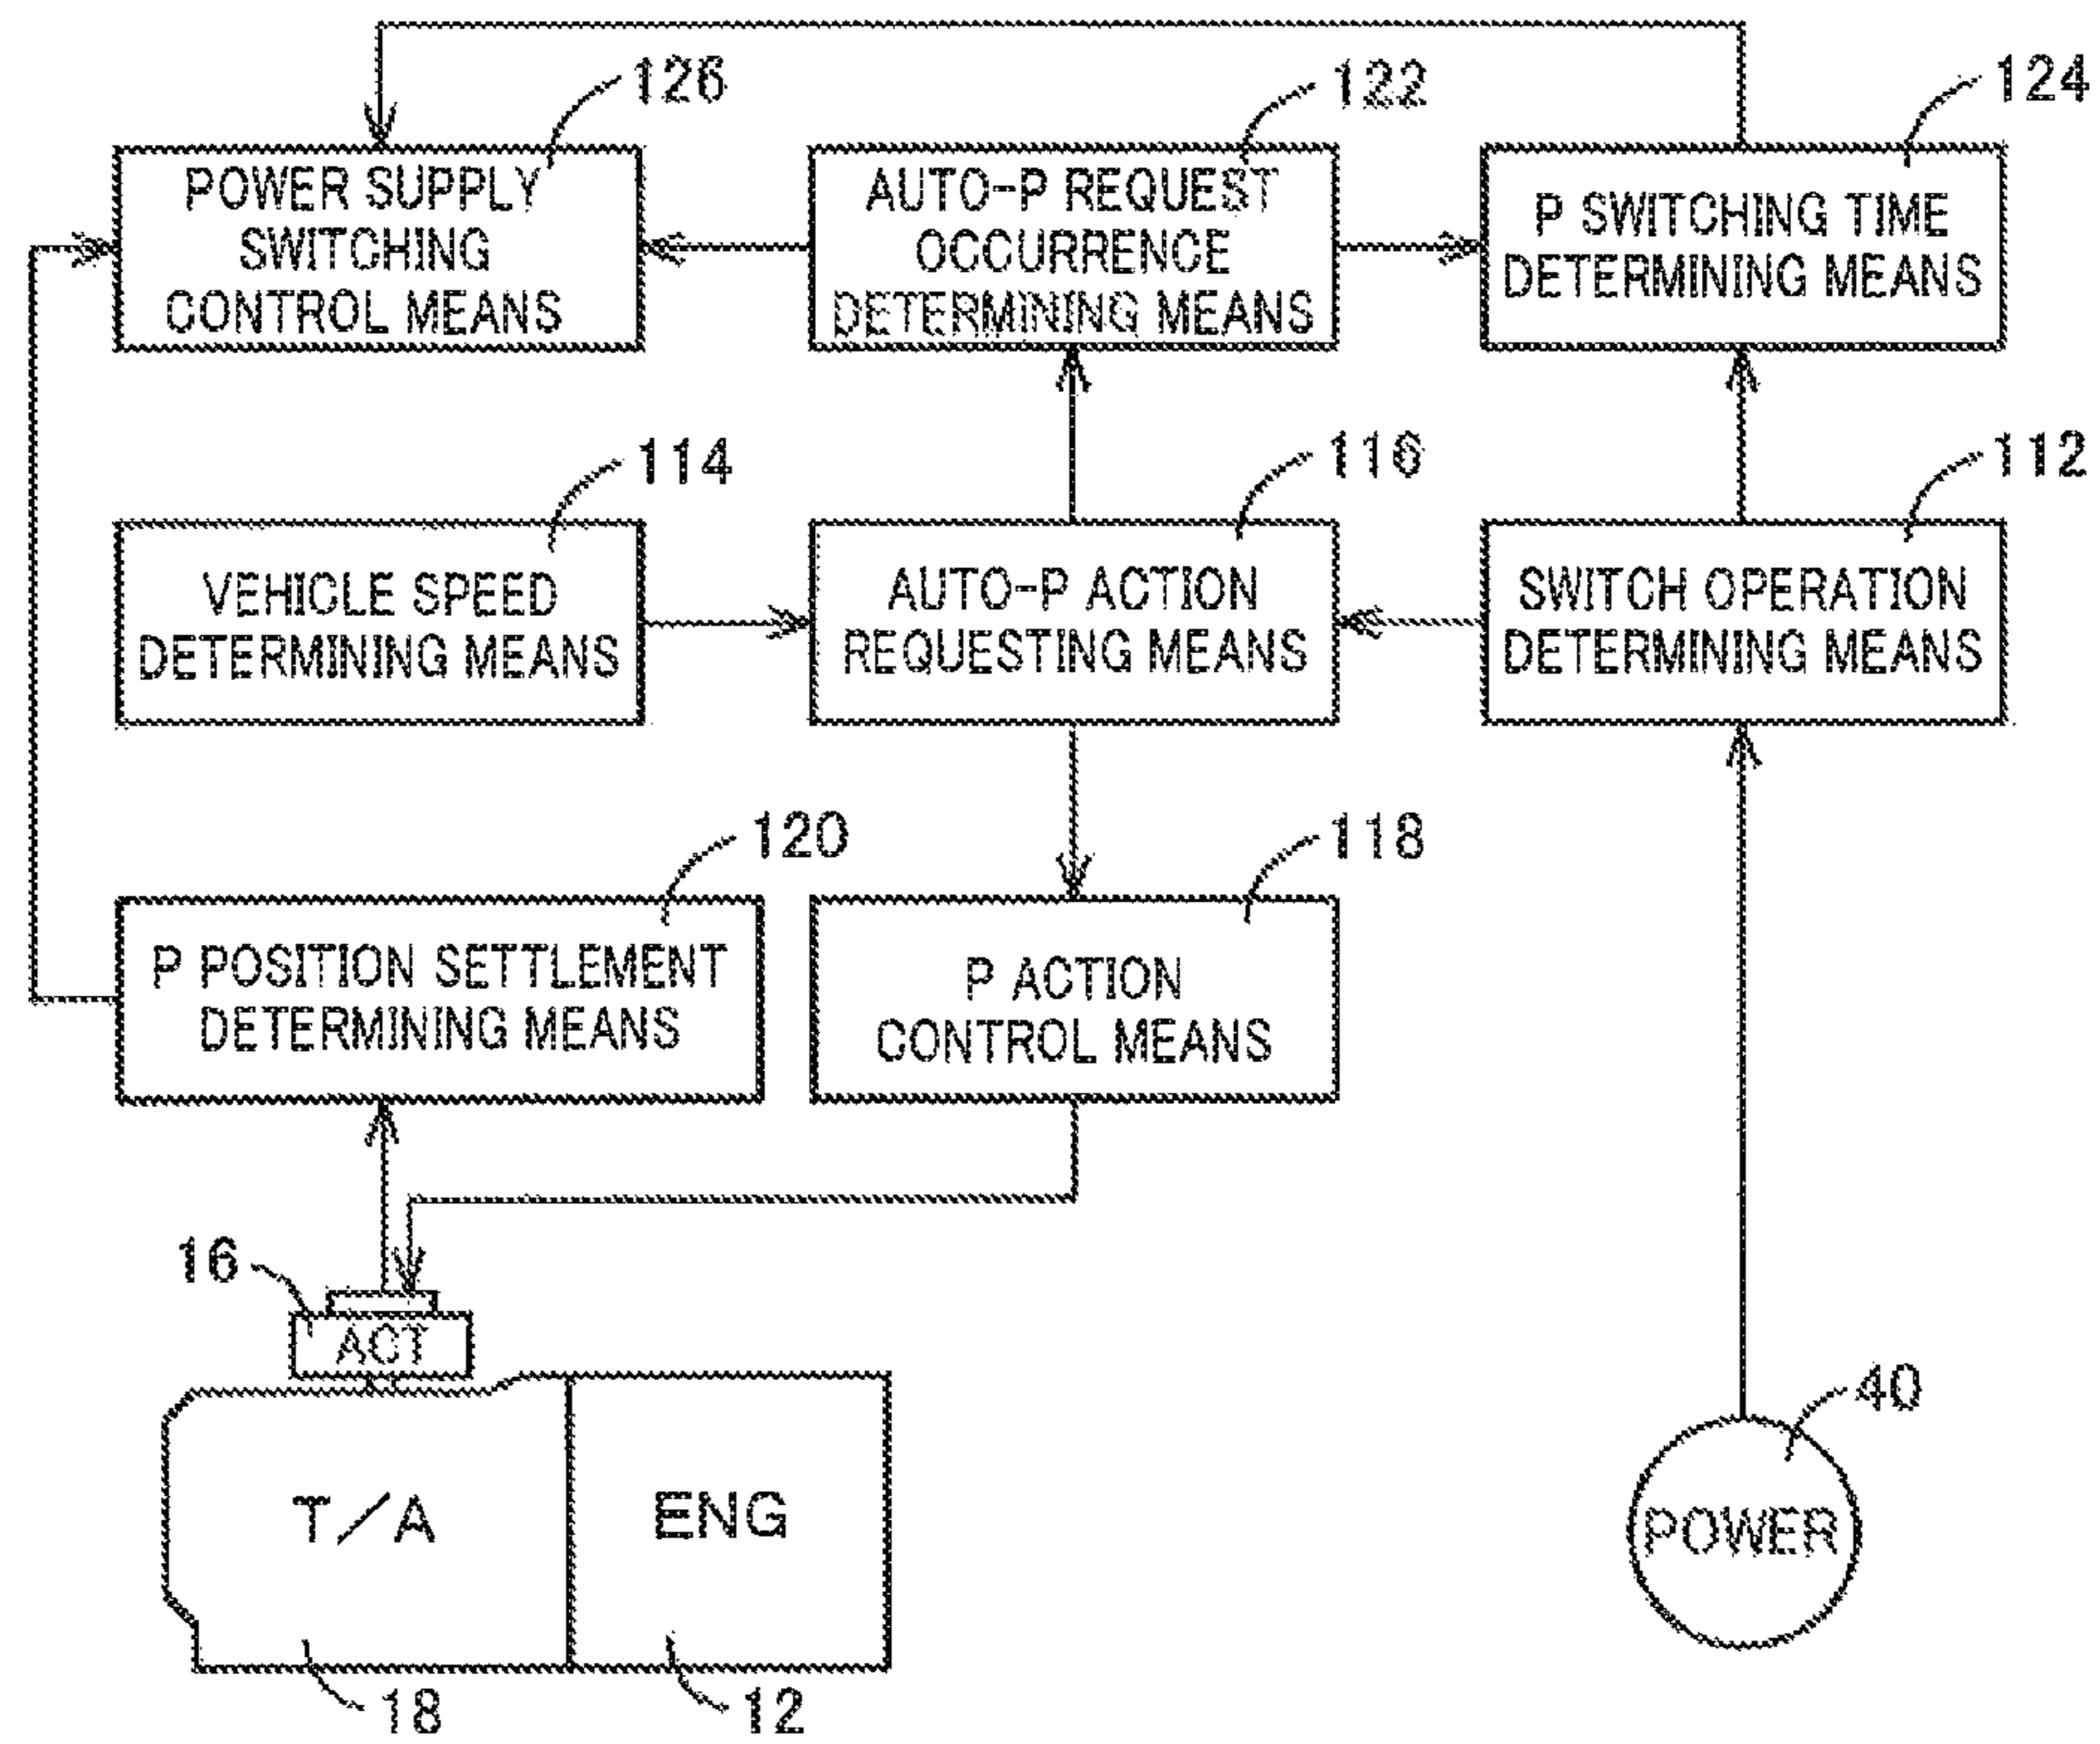 126
122
124
POWER SUPPLY
SWITCHING
CONTROL MEANS
AUTO-P REQUEST
OCCURRENCE
DETERMINING MEANS
P SWITCHING TIME
DETERMINING MEANS
114
116
112
VEHICLE SPEED
DETERMINING MEANS
AUTO-P ACTION
REQUESTING MEANS
SWITCH OPERATION
DETERMINING MEANS
120
118
P POSITION SETTLEMENT
DETERMINING MEANS
P ACTION
CONTROL MEANS
16
ACT
40
T/A
ENG
POWER
18
12